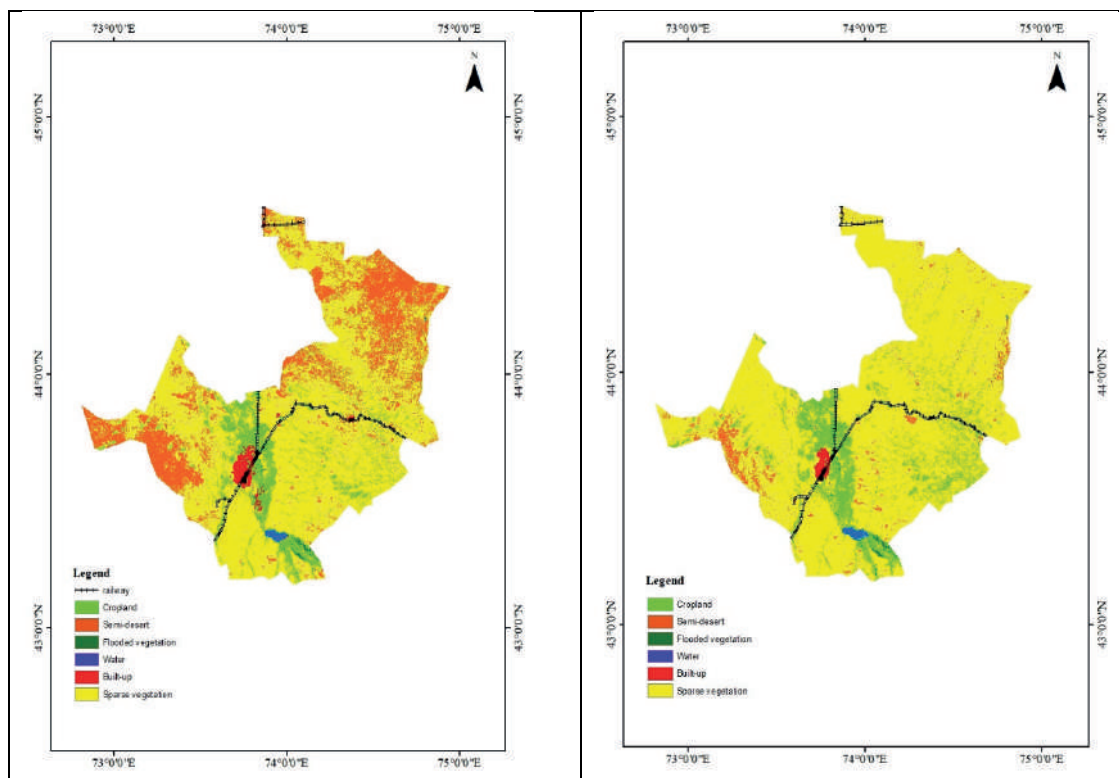 73°0'0"E 74°0'0"E 75°0'0"E
N
45°0'0"N 45°0'0"N
44°0'0"N 44°0'0"N
43°0'0"N 43°0'0"N
Legend
railway
Cropland
Semi-desert
Flooded vegetation
Water
Built-up
Sparse vegetation
73°0'0"E 74°0'0"E 75°0'0"E
73°0'0"E 74°0'0"E 75°0'0"E
N
45°0'0"N 45°0'0"N
44°0'0"N 44°0'0"N
43°0'0"N 43°0'0"N
Legend
Cropland
Semi-desert
Flooded vegetation
Water
Built-up
Sparse vegetation
73°0'0"E 74°0'0"E 75°0'0"E